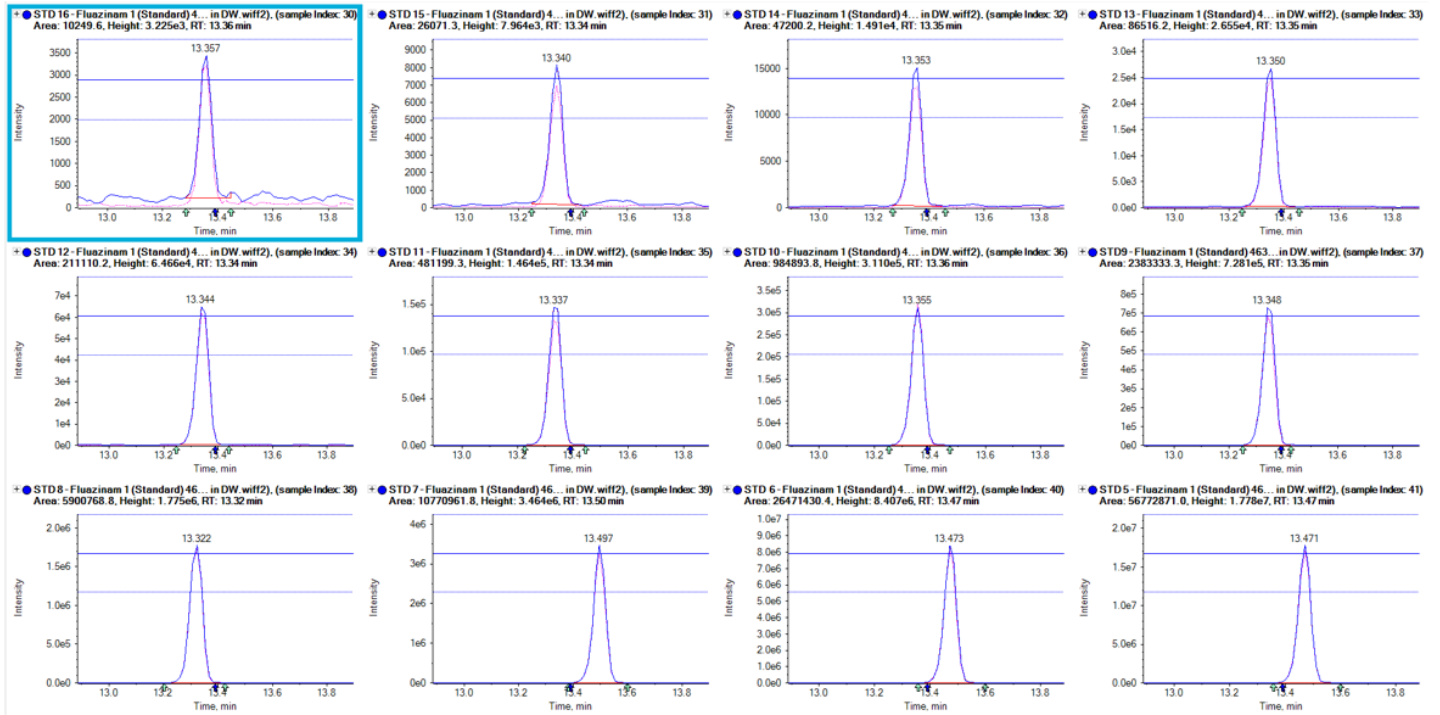 STD 16 - Fluazinam 1 (Standard) 4... in DW.wiff2), (sample Index: 30)
Area: 10249.6, Height: 3.225e3, RT: 13.36 min
13.357
3500
3000
2500
2000
1500
1000
500
0
Intensity
13.0 13.2 13.4 13.6 13.8
Time, min
STD 15 - Fluazinam 1 (Standard) 4... in DW.wiff2), (sample Index: 31)
Area: 26071.3, Height: 7.964e3, RT: 13.34 min
13.340
9000
8000
7000
6000
5000
4000
3000
2000
1000
0
Intensity
13.0 13.2 13.4 13.6 13.8
Time, min
STD 14 - Fluazinam 1 (Standard) 4... in DW.wiff2), (sample Index: 32)
Area: 47200.2, Height: 1.491e4, RT: 13.35 min
13.353
15000
10000
5000
0
Intensity
13.0 13.2 13.4 13.6 13.8
Time, min
STD 13 - Fluazinam 1 (Standard) 4... in DW.wiff2), (sample Index: 33)
Area: 86516.2, Height: 2.655e4, RT: 13.35 min
13.350
3.0e4
2.5e4
2.0e4
1.5e4
1.0e4
5.0e3
0.0e0
Intensity
13.0 13.2 13.4 13.6 13.8
Time, min
STD 12 - Fluazinam 1 (Standard) 4... in DW.wiff2), (sample Index: 34)
Area: 211110.2, Height: 6.466e4, RT: 13.34 min
13.344
7e4
6e4
5e4
4e4
3e4
2e4
1e4
0e0
Intensity
13.0 13.2 13.4 13.6 13.8
Time, min
STD 11 - Fluazinam 1 (Standard) 4... in DW.wiff2), (sample Index: 35)
Area: 481199.3, Height: 1.464e5, RT: 13.34 min
13.337
1.5e5
1.0e5
5.0e4
0.0e0
Intensity
13.0 13.2 13.4 13.6 13.8
Time, min
STD 10 - Fluazinam 1 (Standard) 4... in DW.wiff2), (sample Index: 36)
Area: 984893.8, Height: 3.110e5, RT: 13.36 min
13.355
3.5e5
3.0e5
2.5e5
2.0e5
1.5e5
1.0e5
5.0e4
0.0e0
Intensity
13.0 13.2 13.4 13.6 13.8
Time, min
STD9 - Fluazinam 1 (Standard) 463... in DW.wiff2), (sample Index: 37)
Area: 2383333.3, Height: 7.281e5, RT: 13.35 min
13.348
8e5
7e5
6e5
5e5
4e5
3e5
2e5
1e5
0e0
Intensity
13.0 13.2 13.4 13.6 13.8
Time, min
STD 8 - Fluazinam 1 (Standard) 46... in DW.wiff2), (sample Index: 38)
Area: 5900768.8, Height: 1.775e6, RT: 13.32 min
13.322
2.0e6
1.5e6
1.0e6
5.0e5
0.0e0
Intensity
13.0 13.2 13.4 13.6 13.8
Time, min
STD 7 - Fluazinam 1 (Standard) 46... in DW.wiff2), (sample Index: 39)
Area: 10770961.8, Height: 3.464e6, RT: 13.50 min
13.497
4e6
3e6
2e6
1e6
0e0
Intensity
13.0 13.2 13.4 13.6 13.8
Time, min
STD 6 - Fluazinam 1 (Standard) 4... in DW.wiff2), (sample Index: 40)
Area: 26471430.4, Height: 8.407e6, RT: 13.47 min
13.473
1.0e7
9.0e6
8.0e6
7.0e6
6.0e6
5.0e6
4.0e6
3.0e6
2.0e6
1.0e6
0.0e0
Intensity
13.0 13.2 13.4 13.6 13.8
Time, min
STD 5 - Fluazinam 1 (Standard) 46... in DW.wiff2), (sample Index: 41)
Area: 56772871.0, Height: 1.778e7, RT: 13.47 min
13.471
2.0e7
1.5e7
1.0e7
5.0e6
0.0e0
Intensity
13.0 13.2 13.4 13.6 13.8
Time, min